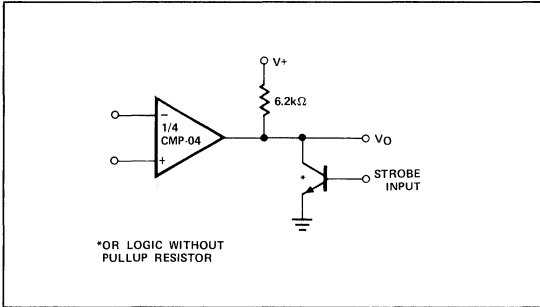 V+
6.2kΩ
−
1/4
CMP-04
+
VO
*
STROBE
INPUT
*OR LOGIC WITHOUT
PULLUP RESISTOR